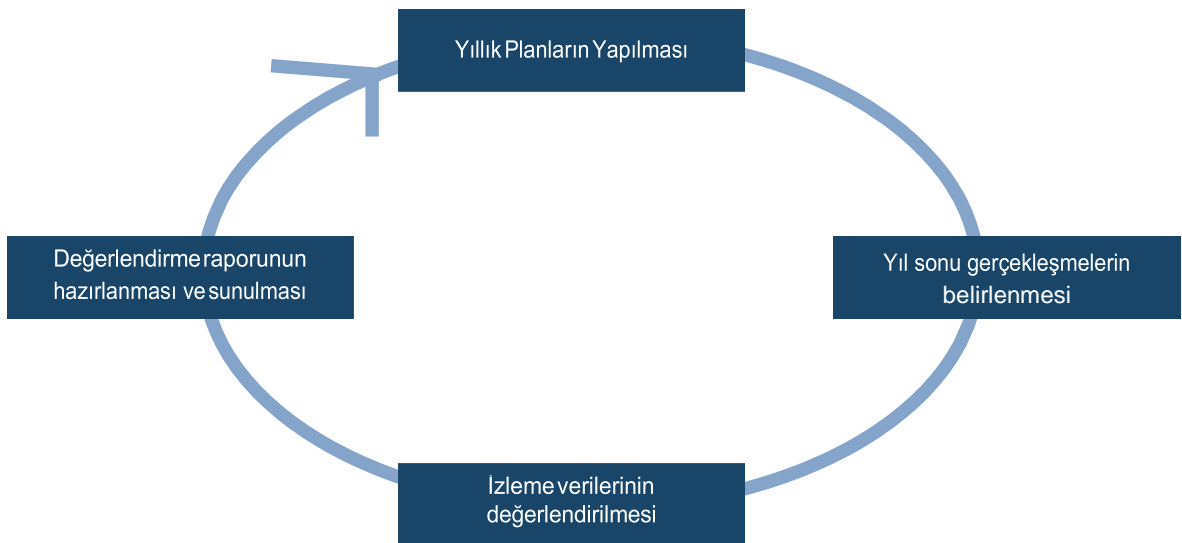 Yıllık Planların Yapılması
Değerlendirme raporunun
hazırlanması ve sunulması
Yıl sonu gerçekleşmelerin
belirlenmesi
İzleme verilerinin
değerlendirilmesi